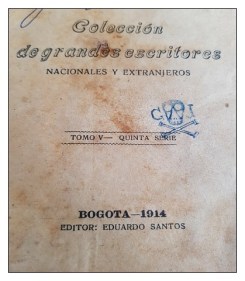 Colección
de grandes escritores
NACIONALES Y EXTRANJEROS
TOMO V— QUINTA SERIE
BOGOTA—1914
EDITOR: EDUARDO SANTOS